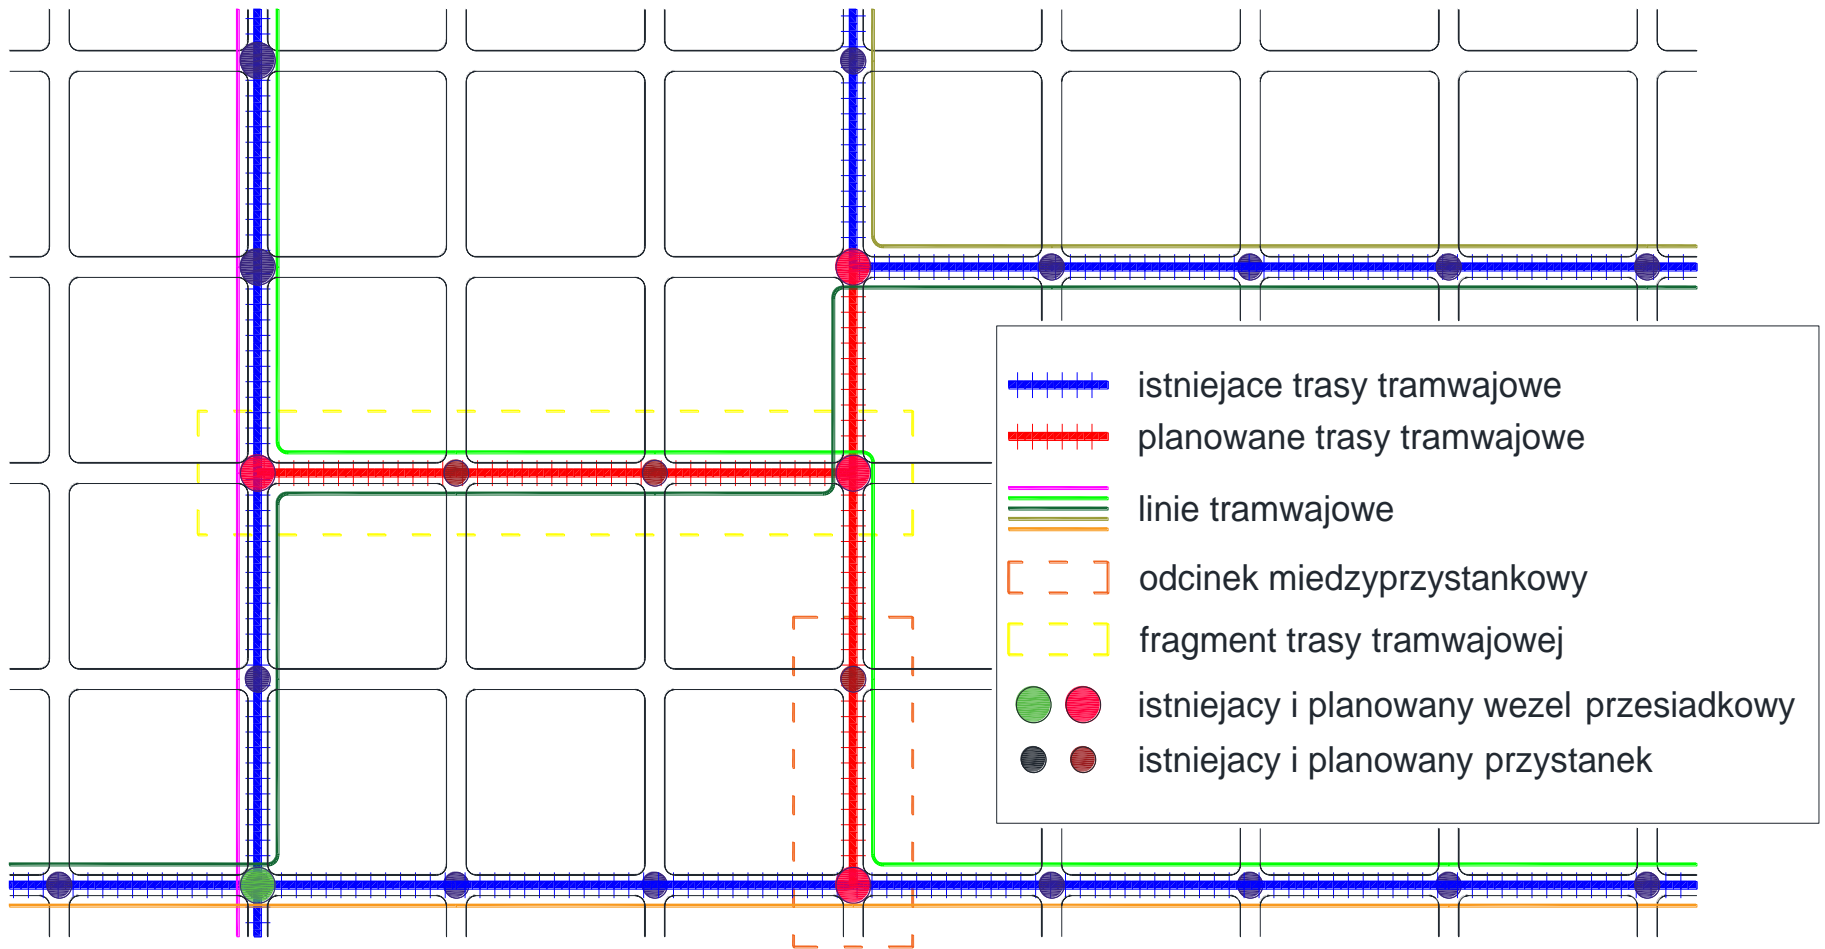 istniejace trasy tramwajowe
planowane trasy tramwajowe
linie tramwajowe
odcinek miedzyprzystankowy
fragment trasy tramwajowej
istniejacy i planowany wezel przesiadkowy
istniejacy i planowany przystanek